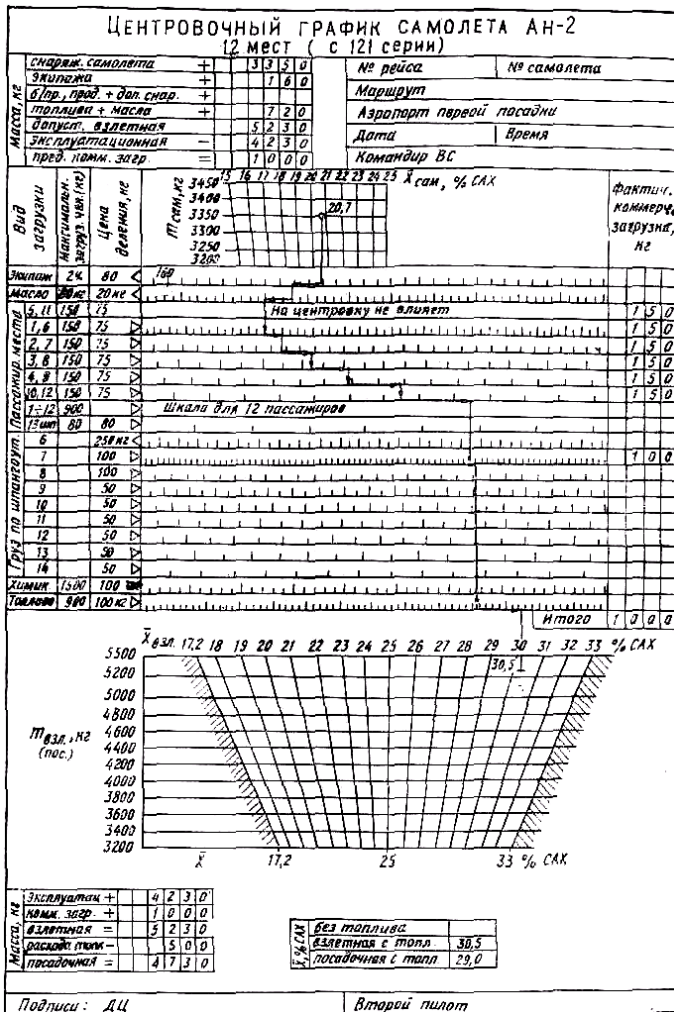 ЦЕНТРОВОЧНЫЙ ГРАФИК САМОЛЕТА АН-2
12 мест ( с 121 серии)
Масса, кг
снаряж. самолета + 3350
экипажа + 160
б/пр., прод. + доп. снар. +
топлива + масла + 720
допуст. взлетная 5230
эксплуатационная - 4230
пред. комм. загр. = 1000
№ рейса № самолета
Маршрут
Аэропорт первой посадки
Дата Время
Командир ВС
Вид загрузки
Максимальн. загруз. чел. (кг)
Цена деления, кг
m сам, кг
15 16 17 18 19 20 21 22 23 24 25 X̄ сам, % САХ
3450
3400
3350
3300
3250
3200
20,7
Фактич. коммерч. загрузка, кг
Экипаж 2ч 80 160
Масло 80кг 20кг
Пассажир. места
5, 11 150 75 На центровку не влияет 150
1, 6 150 75 150
2, 7 150 75 150
3, 8 150 75 150
4, 9 150 75 150
10, 12 150 75 150
1÷12 900 Шкала для 12 пассажиров
13 шп 80 80
Груз по шпангоут.
6 250кг
7 100 100
8 100
9 50
10 50
11 50
12 50
13 50
14 50
Химик. 1500 100
Топливо 900 100кг
Итого 1000
X̄ взл. 17,2 18 19 20 21 22 23 24 25 26 27 28 29 30 31 32 33 % САХ
30,5
m взл., кг
(пос.)
5500
5200
5000
4800
4600
4400
4200
4000
3800
3600
3400
3200
X̄ 17,2 25 33 % САХ
Масса, кг
Эксплуатац + 4230
комм. загр. + 1000
взлетная = 5230
расхода топл - 500
посадочная = 4730
X̄, % САХ
без топлива
взлетная с топл. 30,5
посадочная с топл. 29,0
Подписи: ДЦ Второй пилот